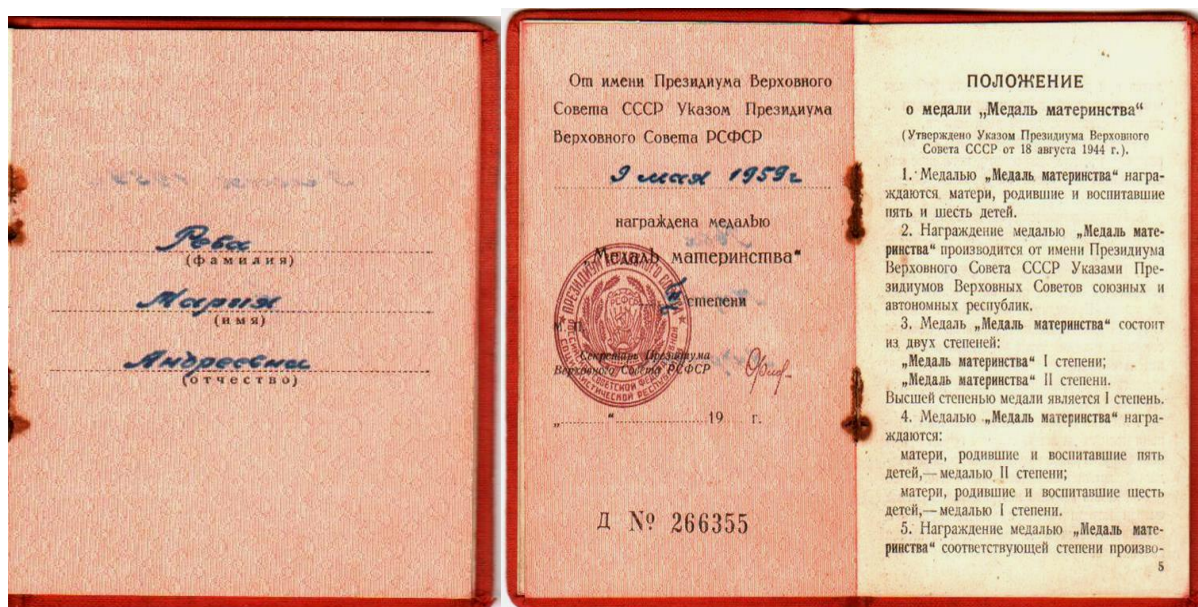 Рева
(фамилия)
Мария
(имя)
Андреевна
(отчество)
От имени Президиума Верховного
Совета СССР Указом Президиума
Верховного Совета РСФСР
9 мая 1959г
награждена медалью
„Медаль материнства“
степени
М. П.
Секретарь Президиума
Верховного Совета РСФСР
„ “ 19 г.
Д № 266355
ПОЛОЖЕНИЕ
о медали „Медаль материнства“
(Утверждено Указом Президиума Верховного
Совета СССР от 18 августа 1944 г.).
1. Медалью „Медаль материнства“ награ-
ждаются матери, родившие и воспитавшие
пять и шесть детей.
2. Награждение медалью „Медаль мате-
ринства“ производится от имени Президиума
Верховного Совета СССР Указами Пре-
зидиумов Верховных Советов союзных и
автономных республик.
3. Медаль „Медаль материнства“ состоит
из двух степеней:
„Медаль материнства“ I степени;
„Медаль материнства“ II степени.
Высшей степенью медали является I степень.
4. Медалью „Медаль материнства“ награ-
ждаются:
матери, родившие и воспитавшие пять
детей,— медалью II степени;
матери, родившие и воспитавшие шесть
детей,— медалью I степени.
5. Награждение медалью „Медаль мате-
ринства“ соответствующей степени произво-
5